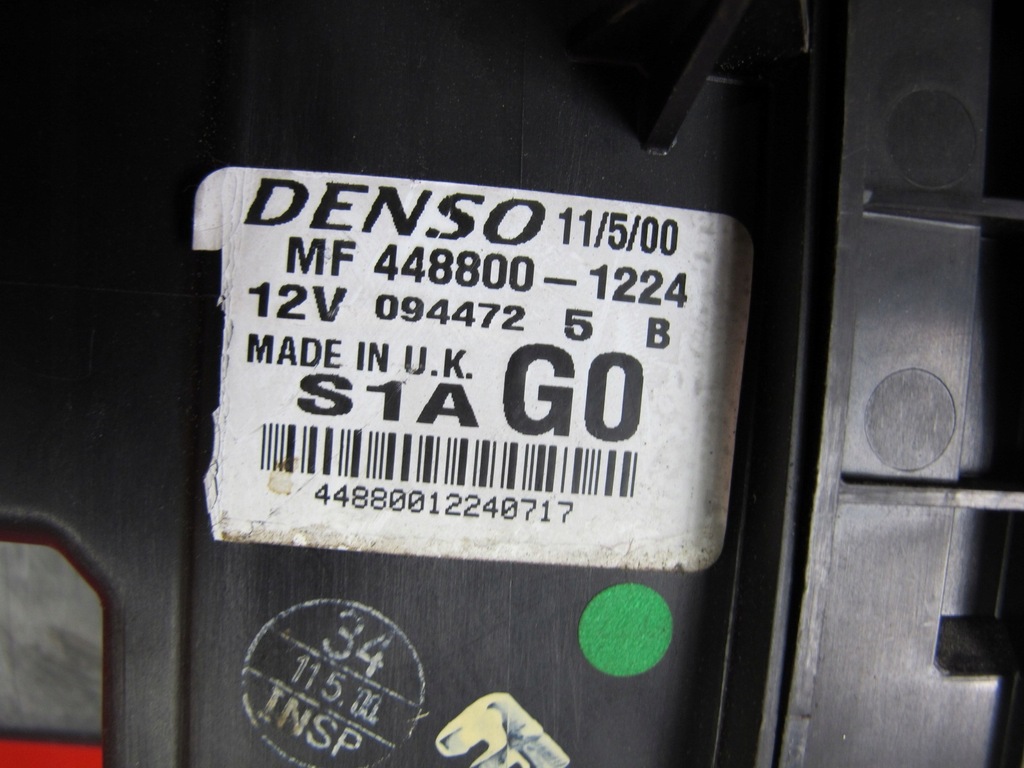 DENSO 11/5/00
MF 448800-1224
12V 094472 5 B
MADE IN U.K.
S1A G0
44880012240717
34
11.5.00
INSP